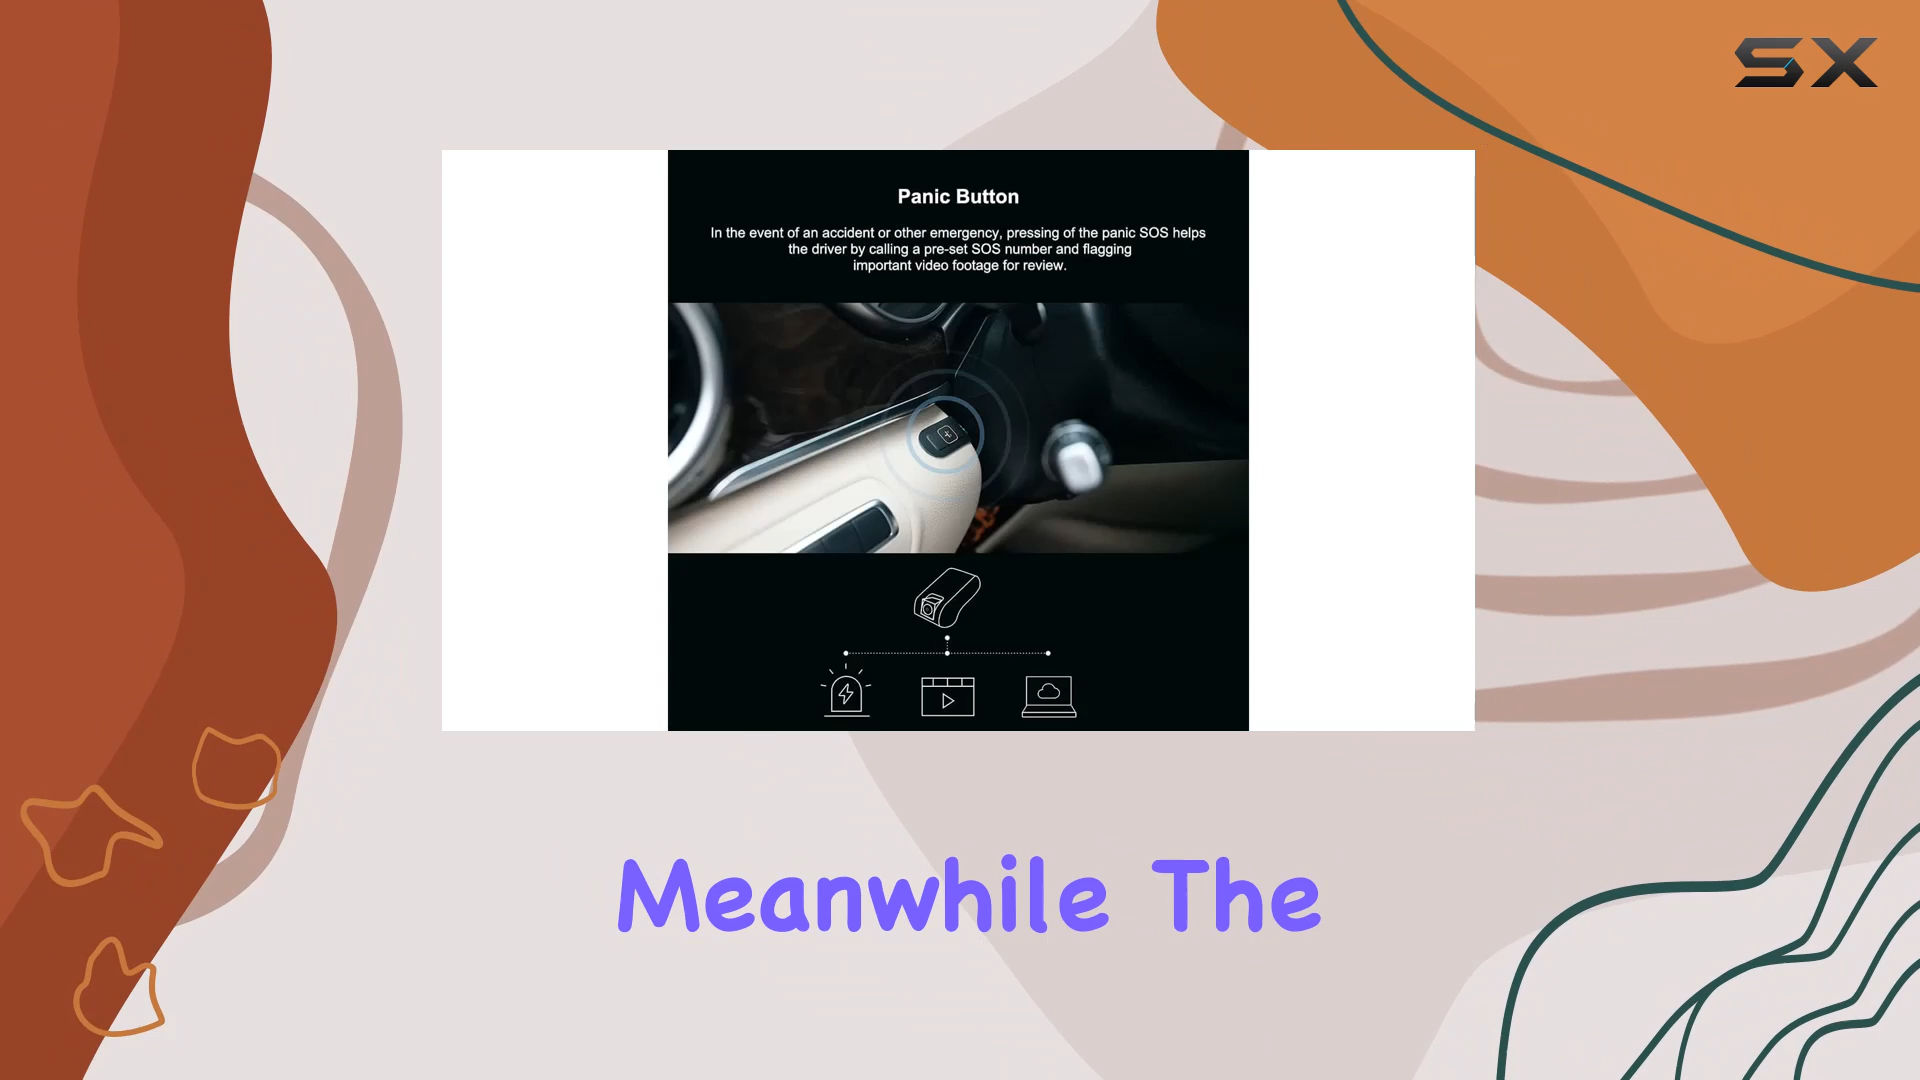 SX
Panic Button
In the event of an accident or other emergency, pressing of the panic SOS helps
the driver by calling a pre-set SOS number and flagging
important video footage for review.
Meanwhile The